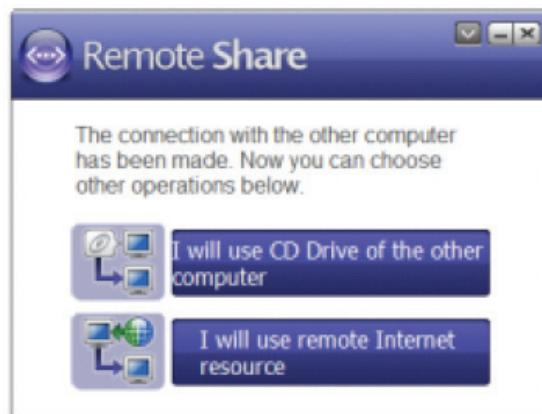 Remote Share
The connection with the other computer
has been made. Now you can choose
other operations below.
I will use CD Drive of the other
computer
I will use remote Internet
resource